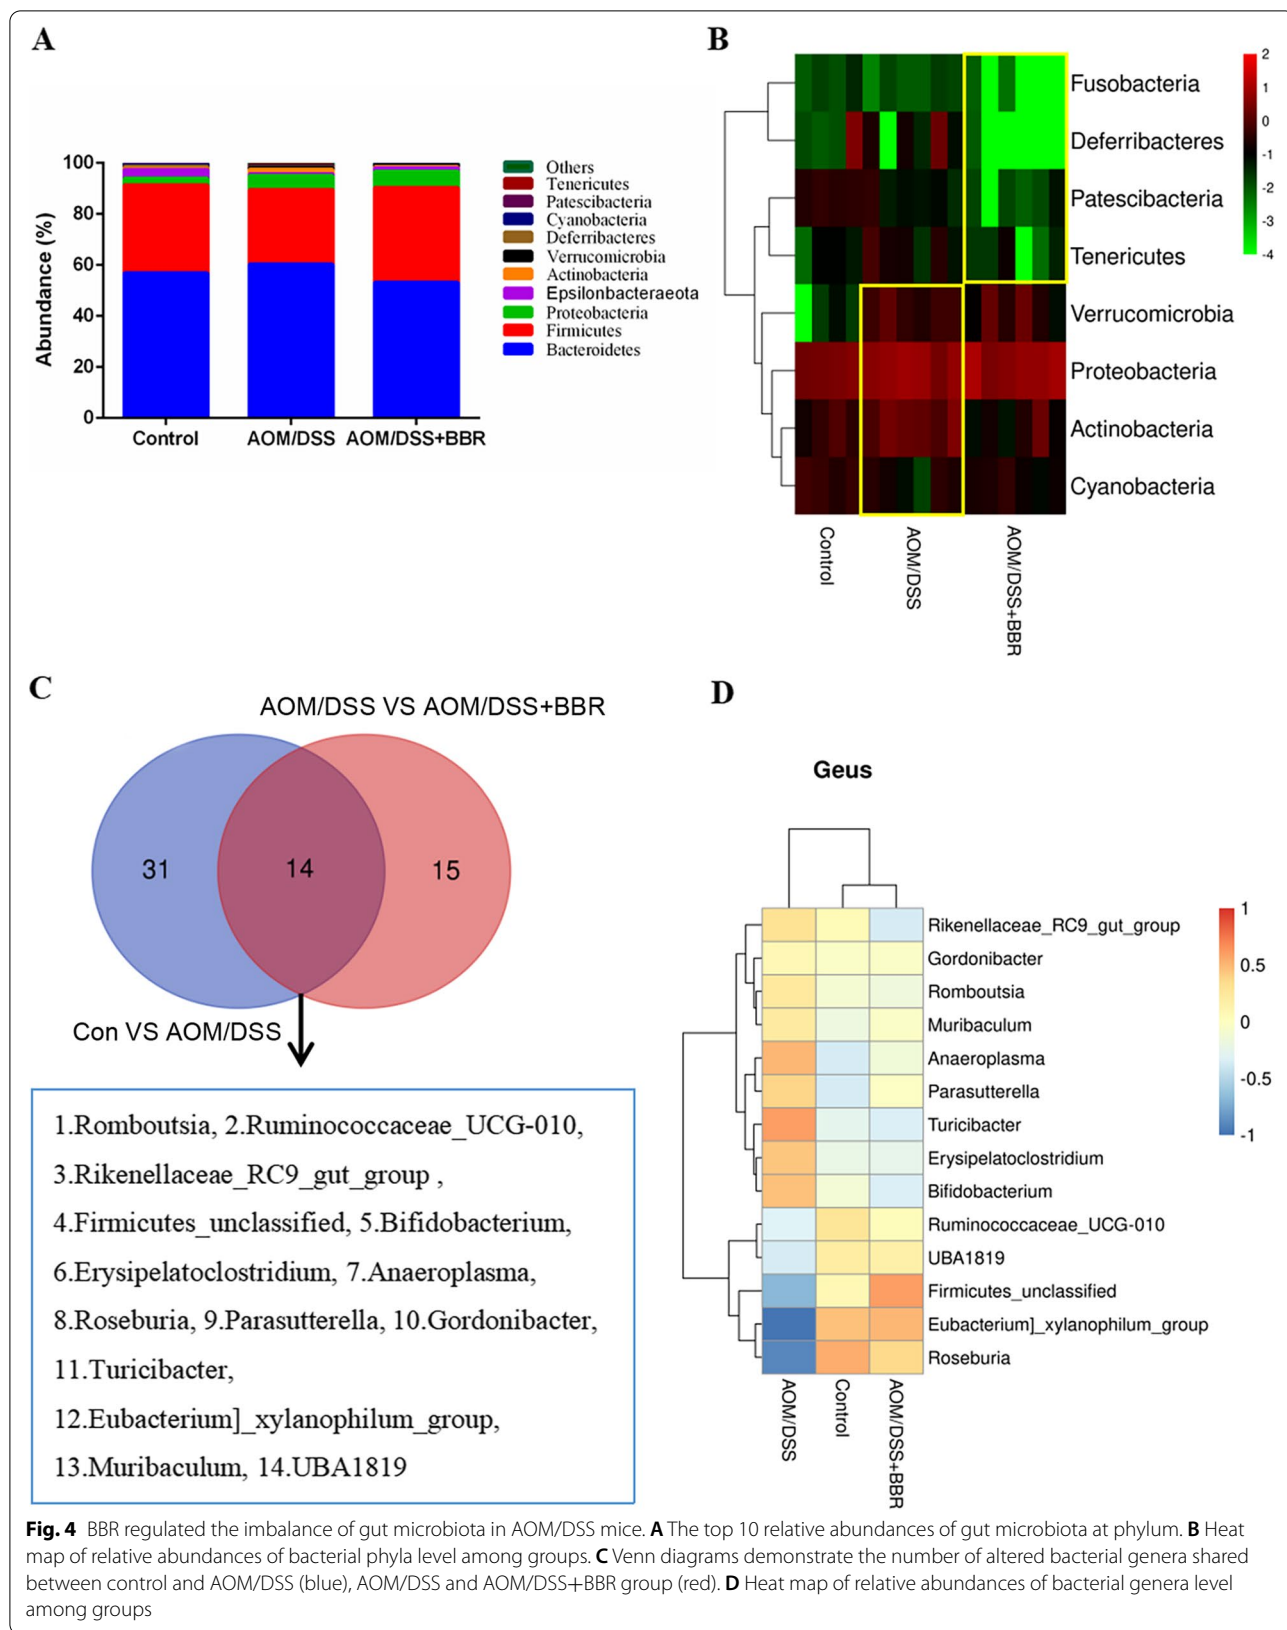 A
Abundance (%)
100
80
60
40
20
0
Control
AOM/DSS
AOM/DSS+BBR
Others
Tenericutes
Patescibacteria
Cyanobacteria
Deferribacteres
Verrucomicrobia
Actinobacteria
Epsilonbacteraeota
Proteobacteria
Firmicutes
Bacteroidetes
B
Fusobacteria
Deferribacteres
Patescibacteria
Tenericutes
Verrucomicrobia
Proteobacteria
Actinobacteria
Cyanobacteria
Control
AOM/DSS
AOM/DSS+BBR
2
1
0
-1
-2
-3
-4
C
AOM/DSS VS AOM/DSS+BBR
31
14
15
Con VS AOM/DSS
1.Romboutsia, 2.Ruminococcaceae_UCG-010,
3.Rikenellaceae_RC9_gut_group ,
4.Firmicutes_unclassified, 5.Bifidobacterium,
6.Erysipelatoclostridium, 7.Anaeroplasma,
8.Roseburia, 9.Parasutterella, 10.Gordonibacter,
11.Turicibacter,
12.Eubacterium]_xylanophilum_group,
13.Muribaculum, 14.UBA1819
D
Geus
Rikenellaceae_RC9_gut_group
Gordonibacter
Romboutsia
Muribaculum
Anaeroplasma
Parasutterella
Turicibacter
Erysipelatoclostridium
Bifidobacterium
Ruminococcaceae_UCG-010
UBA1819
Firmicutes_unclassified
Eubacterium]_xylanophilum_group
Roseburia
AOM/DSS
Control
AOM/DSS+BBR
1
0.5
0
-0.5
-1
Fig. 4 BBR regulated the imbalance of gut microbiota in AOM/DSS mice. A The top 10 relative abundances of gut microbiota at phylum. B Heat
map of relative abundances of bacterial phyla level among groups. C Venn diagrams demonstrate the number of altered bacterial genera shared
between control and AOM/DSS (blue), AOM/DSS and AOM/DSS+BBR group (red). D Heat map of relative abundances of bacterial genera level
among groups